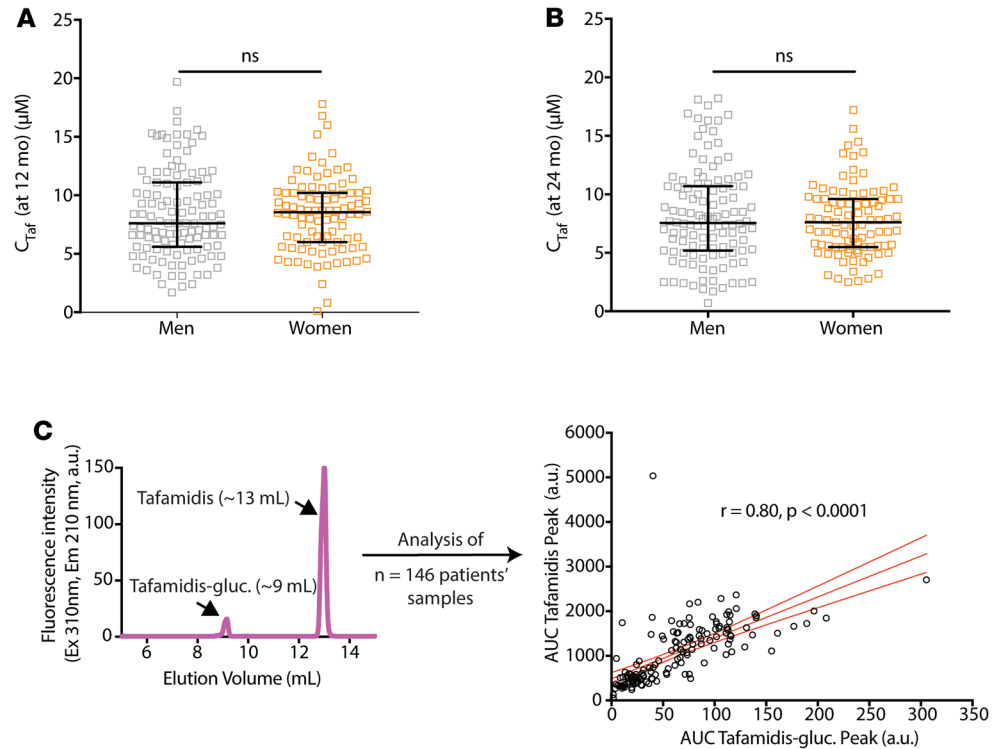 A
C_Taf (at 12 mo) (µM)
25
20
15
10
5
0
ns
Men
Women
B
C_Taf (at 24 mo) (µM)
25
20
15
10
5
0
ns
Men
Women
C
Fluorescence intensity
(Ex 310nm, Em 210 nm, a.u.)
150
100
50
0
Tafamidis (~13 mL)
Tafamidis-gluc. (~9 mL)
6 8 10 12 14
Elution Volume (mL)
Analysis of
n = 146 patients'
samples
AUC Tafamidis Peak (a.u.)
6000
5000
4000
3000
2000
1000
0
r = 0.80, p < 0.0001
0 50 100 150 200 250 300 350
AUC Tafamidis-gluc. Peak (a.u.)